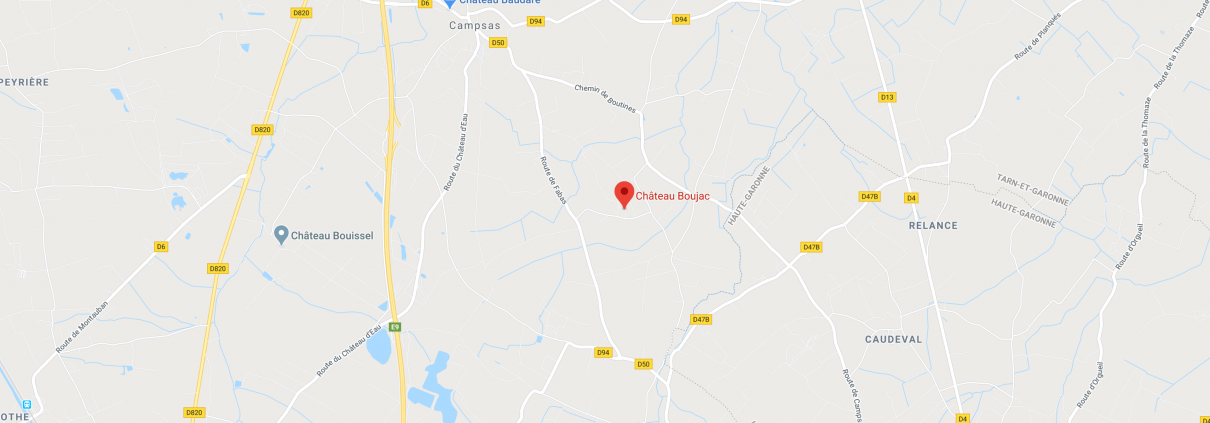 Château Baudare
D6
D820
D94
D94
Campsas
D50
Route de Planqués
Route de la Thomaze
PEYRIÈRE
Chemin de Boutines
D13
D820
Route du Château d'Eau
Route de la Thomaze
Route de Fabas
HAUTE-GARONNE
TARN-ET-GARONNE
HAUTE-GARONNE
Château Boujac
D47B
D4
RELANCE
Château Bouissel
D6
D47B
Route d'Orgueil
D820
Route de Montauban
D47B
E9
Route du Château d'Eau
CAUDEVAL
D94
D50
Route de Camps
Route d'Orgueil
OTHE
D820
D4
D4